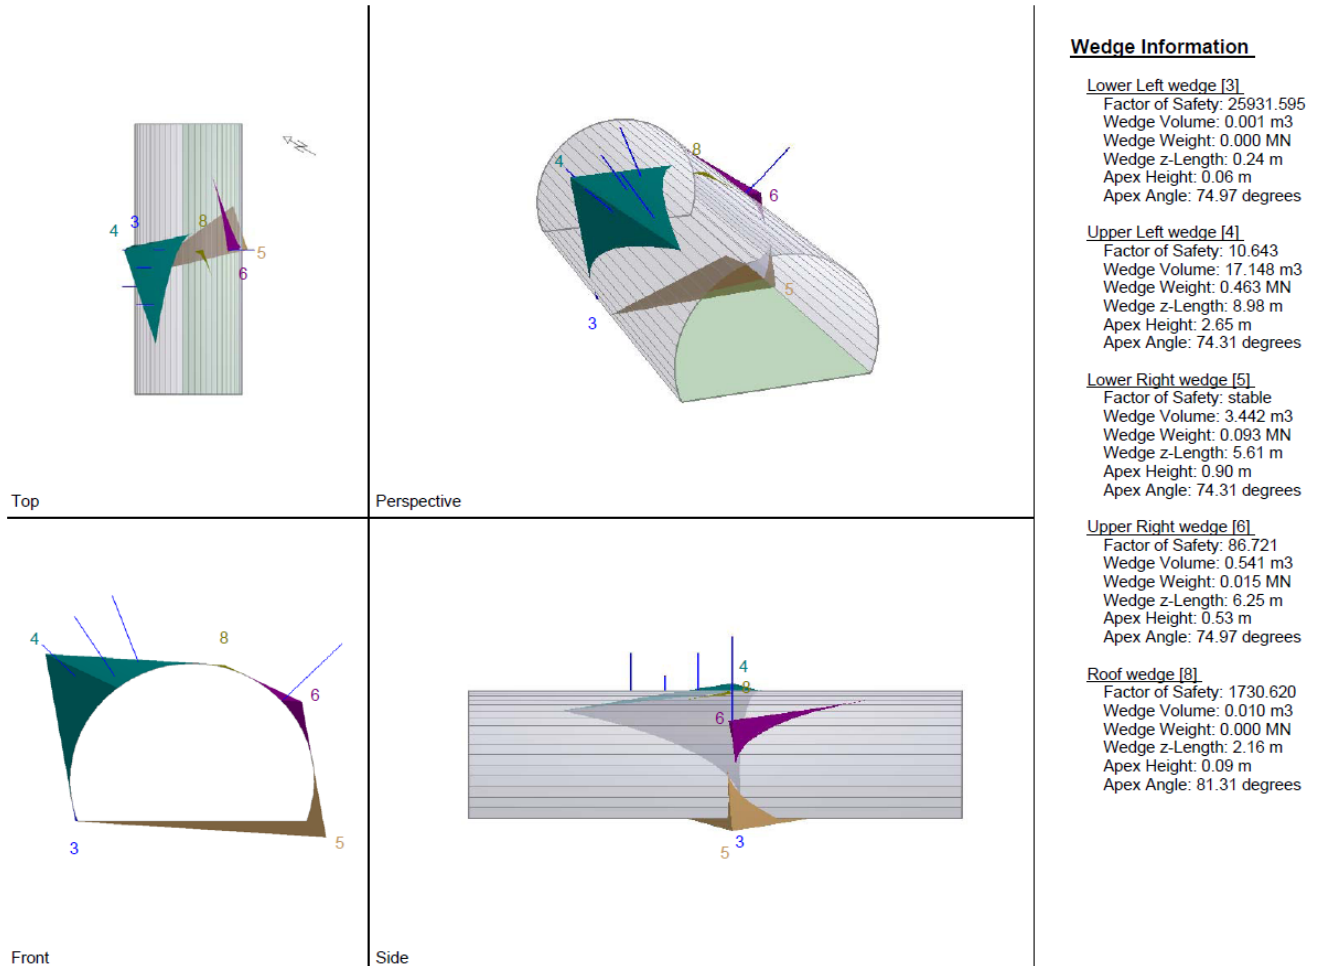 4
3
8
5
6
N
Top
4
8
6
5
3
Perspective
4
8
6
5
3
Front
4
8
6
3
5
Side
Wedge Information
Lower Left wedge [3]
Factor of Safety: 25931.595
Wedge Volume: 0.001 m3
Wedge Weight: 0.000 MN
Wedge z-Length: 0.24 m
Apex Height: 0.06 m
Apex Angle: 74.97 degrees
Upper Left wedge [4]
Factor of Safety: 10.643
Wedge Volume: 17.148 m3
Wedge Weight: 0.463 MN
Wedge z-Length: 8.98 m
Apex Height: 2.65 m
Apex Angle: 74.31 degrees
Lower Right wedge [5]
Factor of Safety: stable
Wedge Volume: 3.442 m3
Wedge Weight: 0.093 MN
Wedge z-Length: 5.61 m
Apex Height: 0.90 m
Apex Angle: 74.31 degrees
Upper Right wedge [6]
Factor of Safety: 86.721
Wedge Volume: 0.541 m3
Wedge Weight: 0.015 MN
Wedge z-Length: 6.25 m
Apex Height: 0.53 m
Apex Angle: 74.97 degrees
Roof wedge [8]
Factor of Safety: 1730.620
Wedge Volume: 0.010 m3
Wedge Weight: 0.000 MN
Wedge z-Length: 2.16 m
Apex Height: 0.09 m
Apex Angle: 81.31 degrees